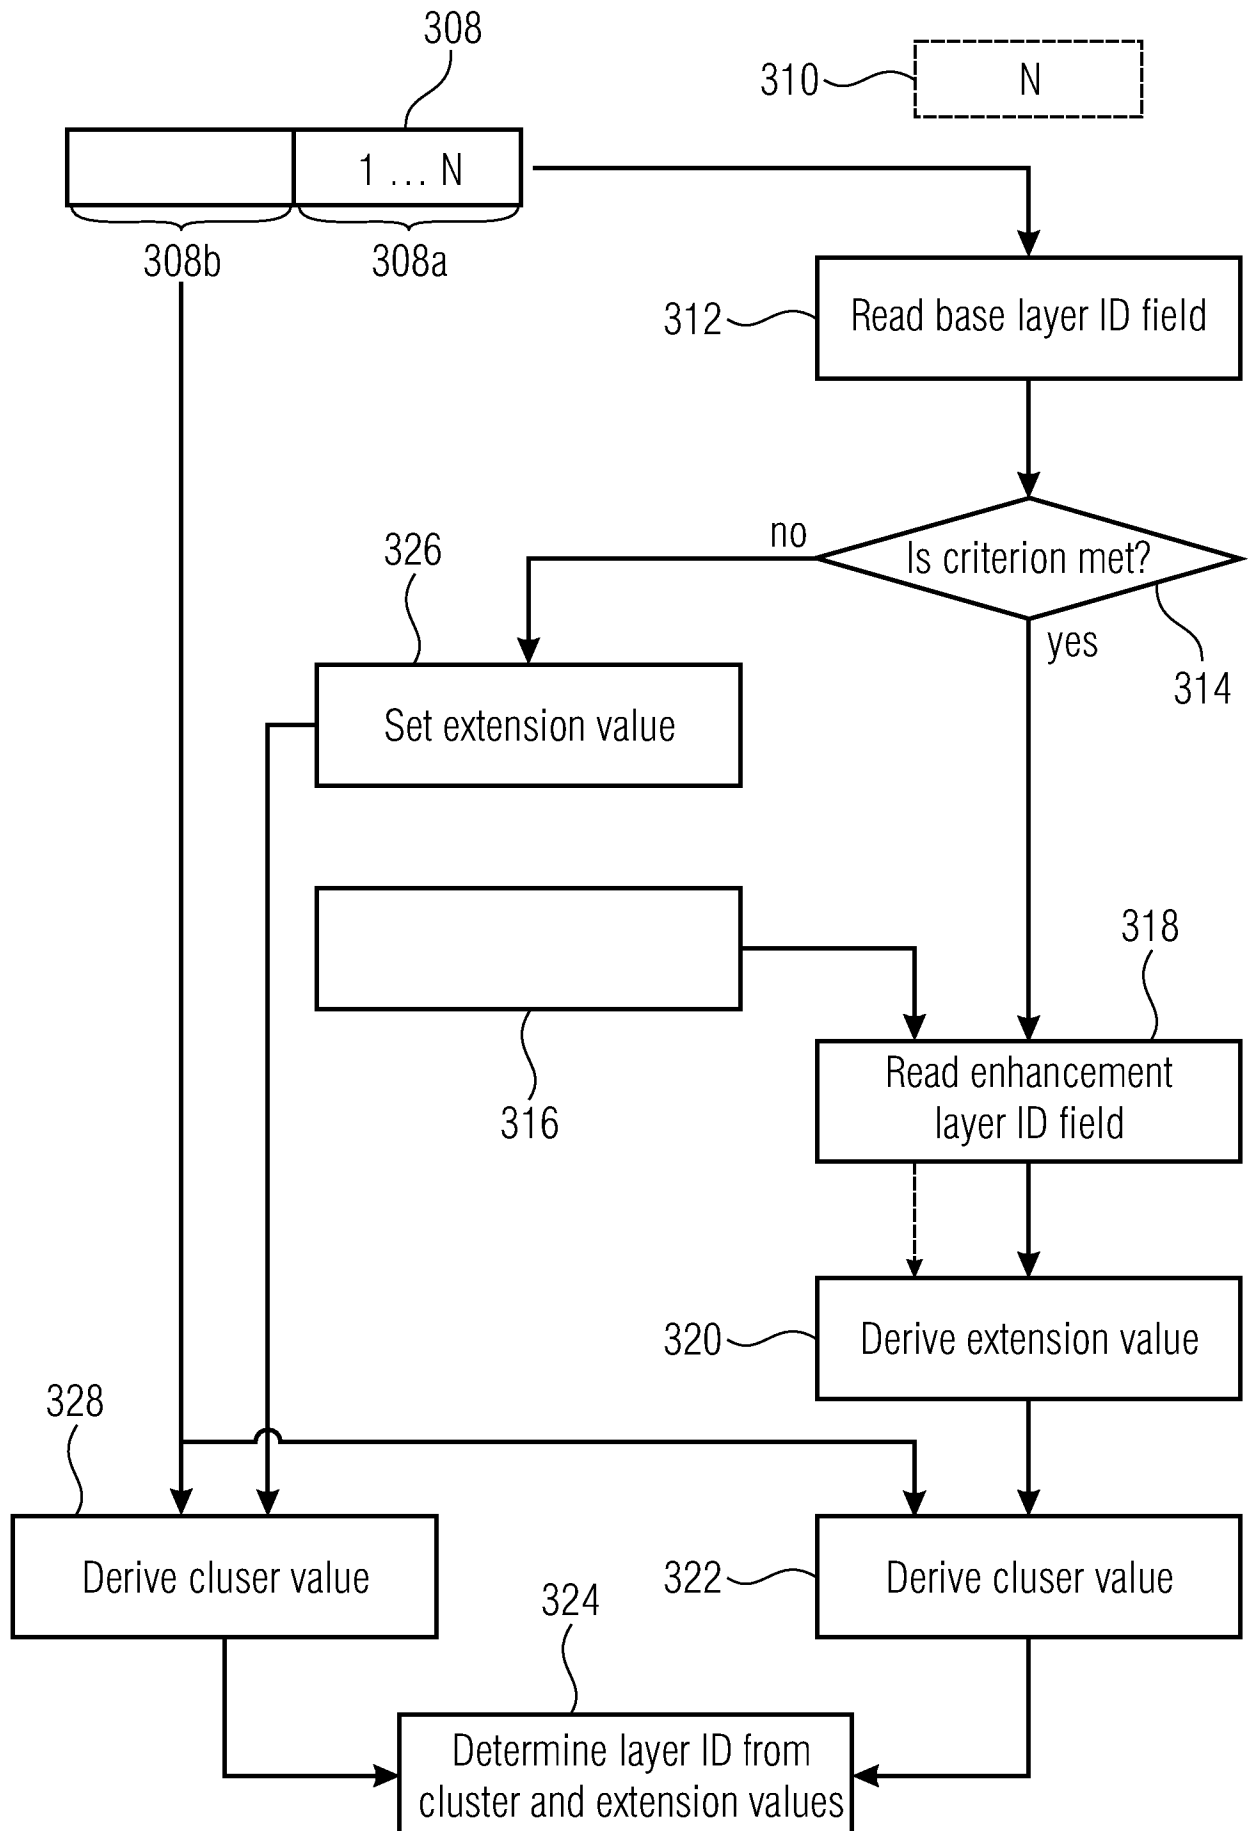 308
310
N
1 ... N
308b
308a
312
Read base layer ID field
no
326
Is criterion met?
yes
314
Set extension value
318
Read enhancement
layer ID field
316
320
Derive extension value
328
Derive cluser value
322
Derive cluser value
324
Determine layer ID from
cluster and extension values